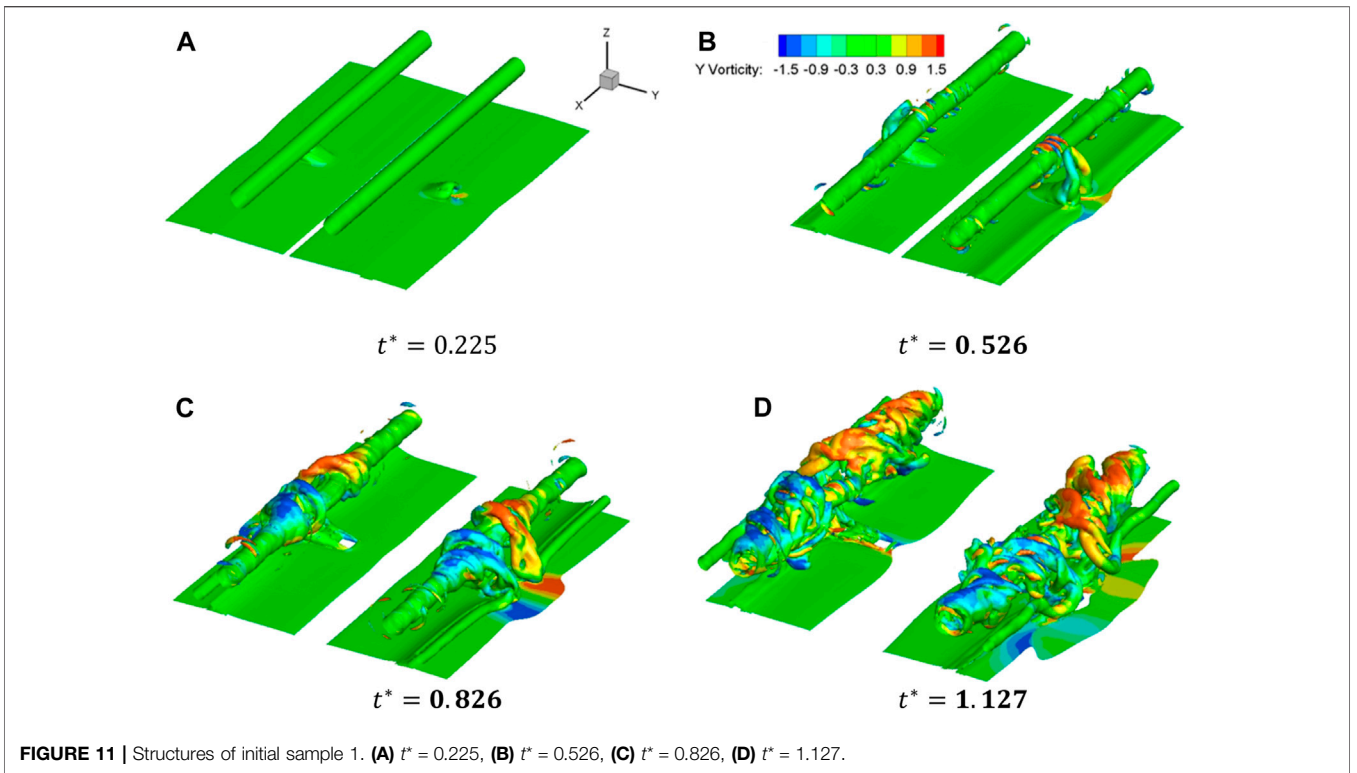 A
Z
X
Y
B
Y Vorticity: -1.5 -0.9 -0.3 0.3 0.9 1.5
t* = 0.225
t* = 0.526
C
D
t* = 0.826
t* = 1.127
FIGURE 11 | Structures of initial sample 1. (A) t* = 0.225, (B) t* = 0.526, (C) t* = 0.826, (D) t* = 1.127.